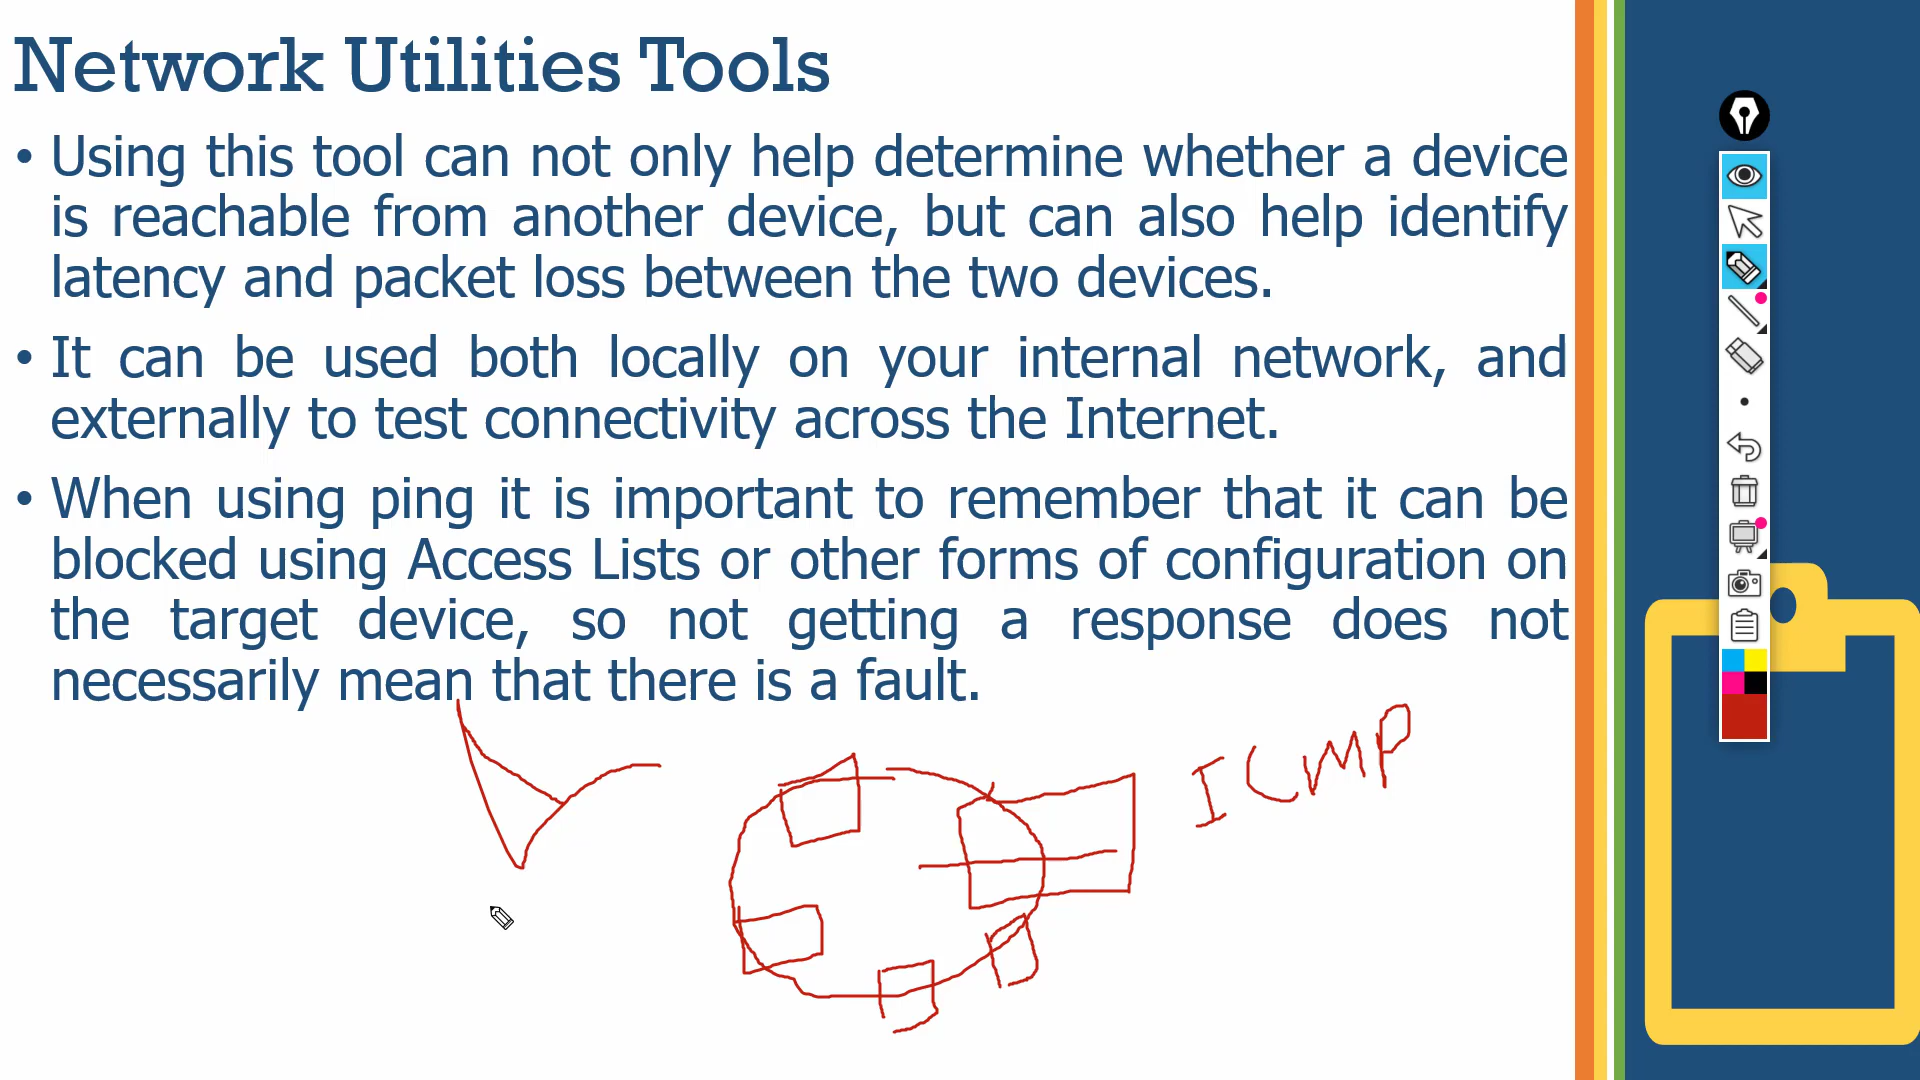 Network Utilities Tools
• Using this tool can not only help determine whether a device
is reachable from another device, but can also help identify
latency and packet loss between the two devices.
• It can be used both locally on your internal network, and
externally to test connectivity across the Internet.
• When using ping it is important to remember that it can be
blocked using Access Lists or other forms of configuration on
the target device, so not getting a response does not
necessarily mean that there is a fault.
ICMP